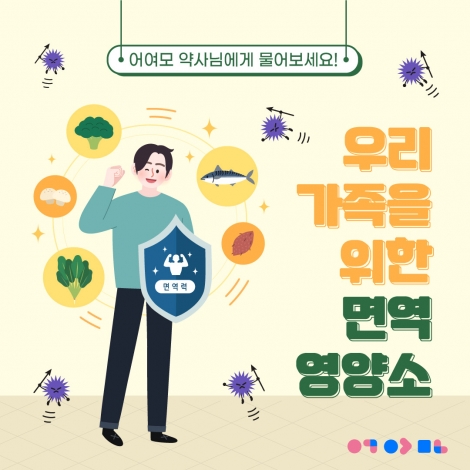 어여모 약사님에게 물어보세요!
우리
가족을
위한
면역
영양소
면역력